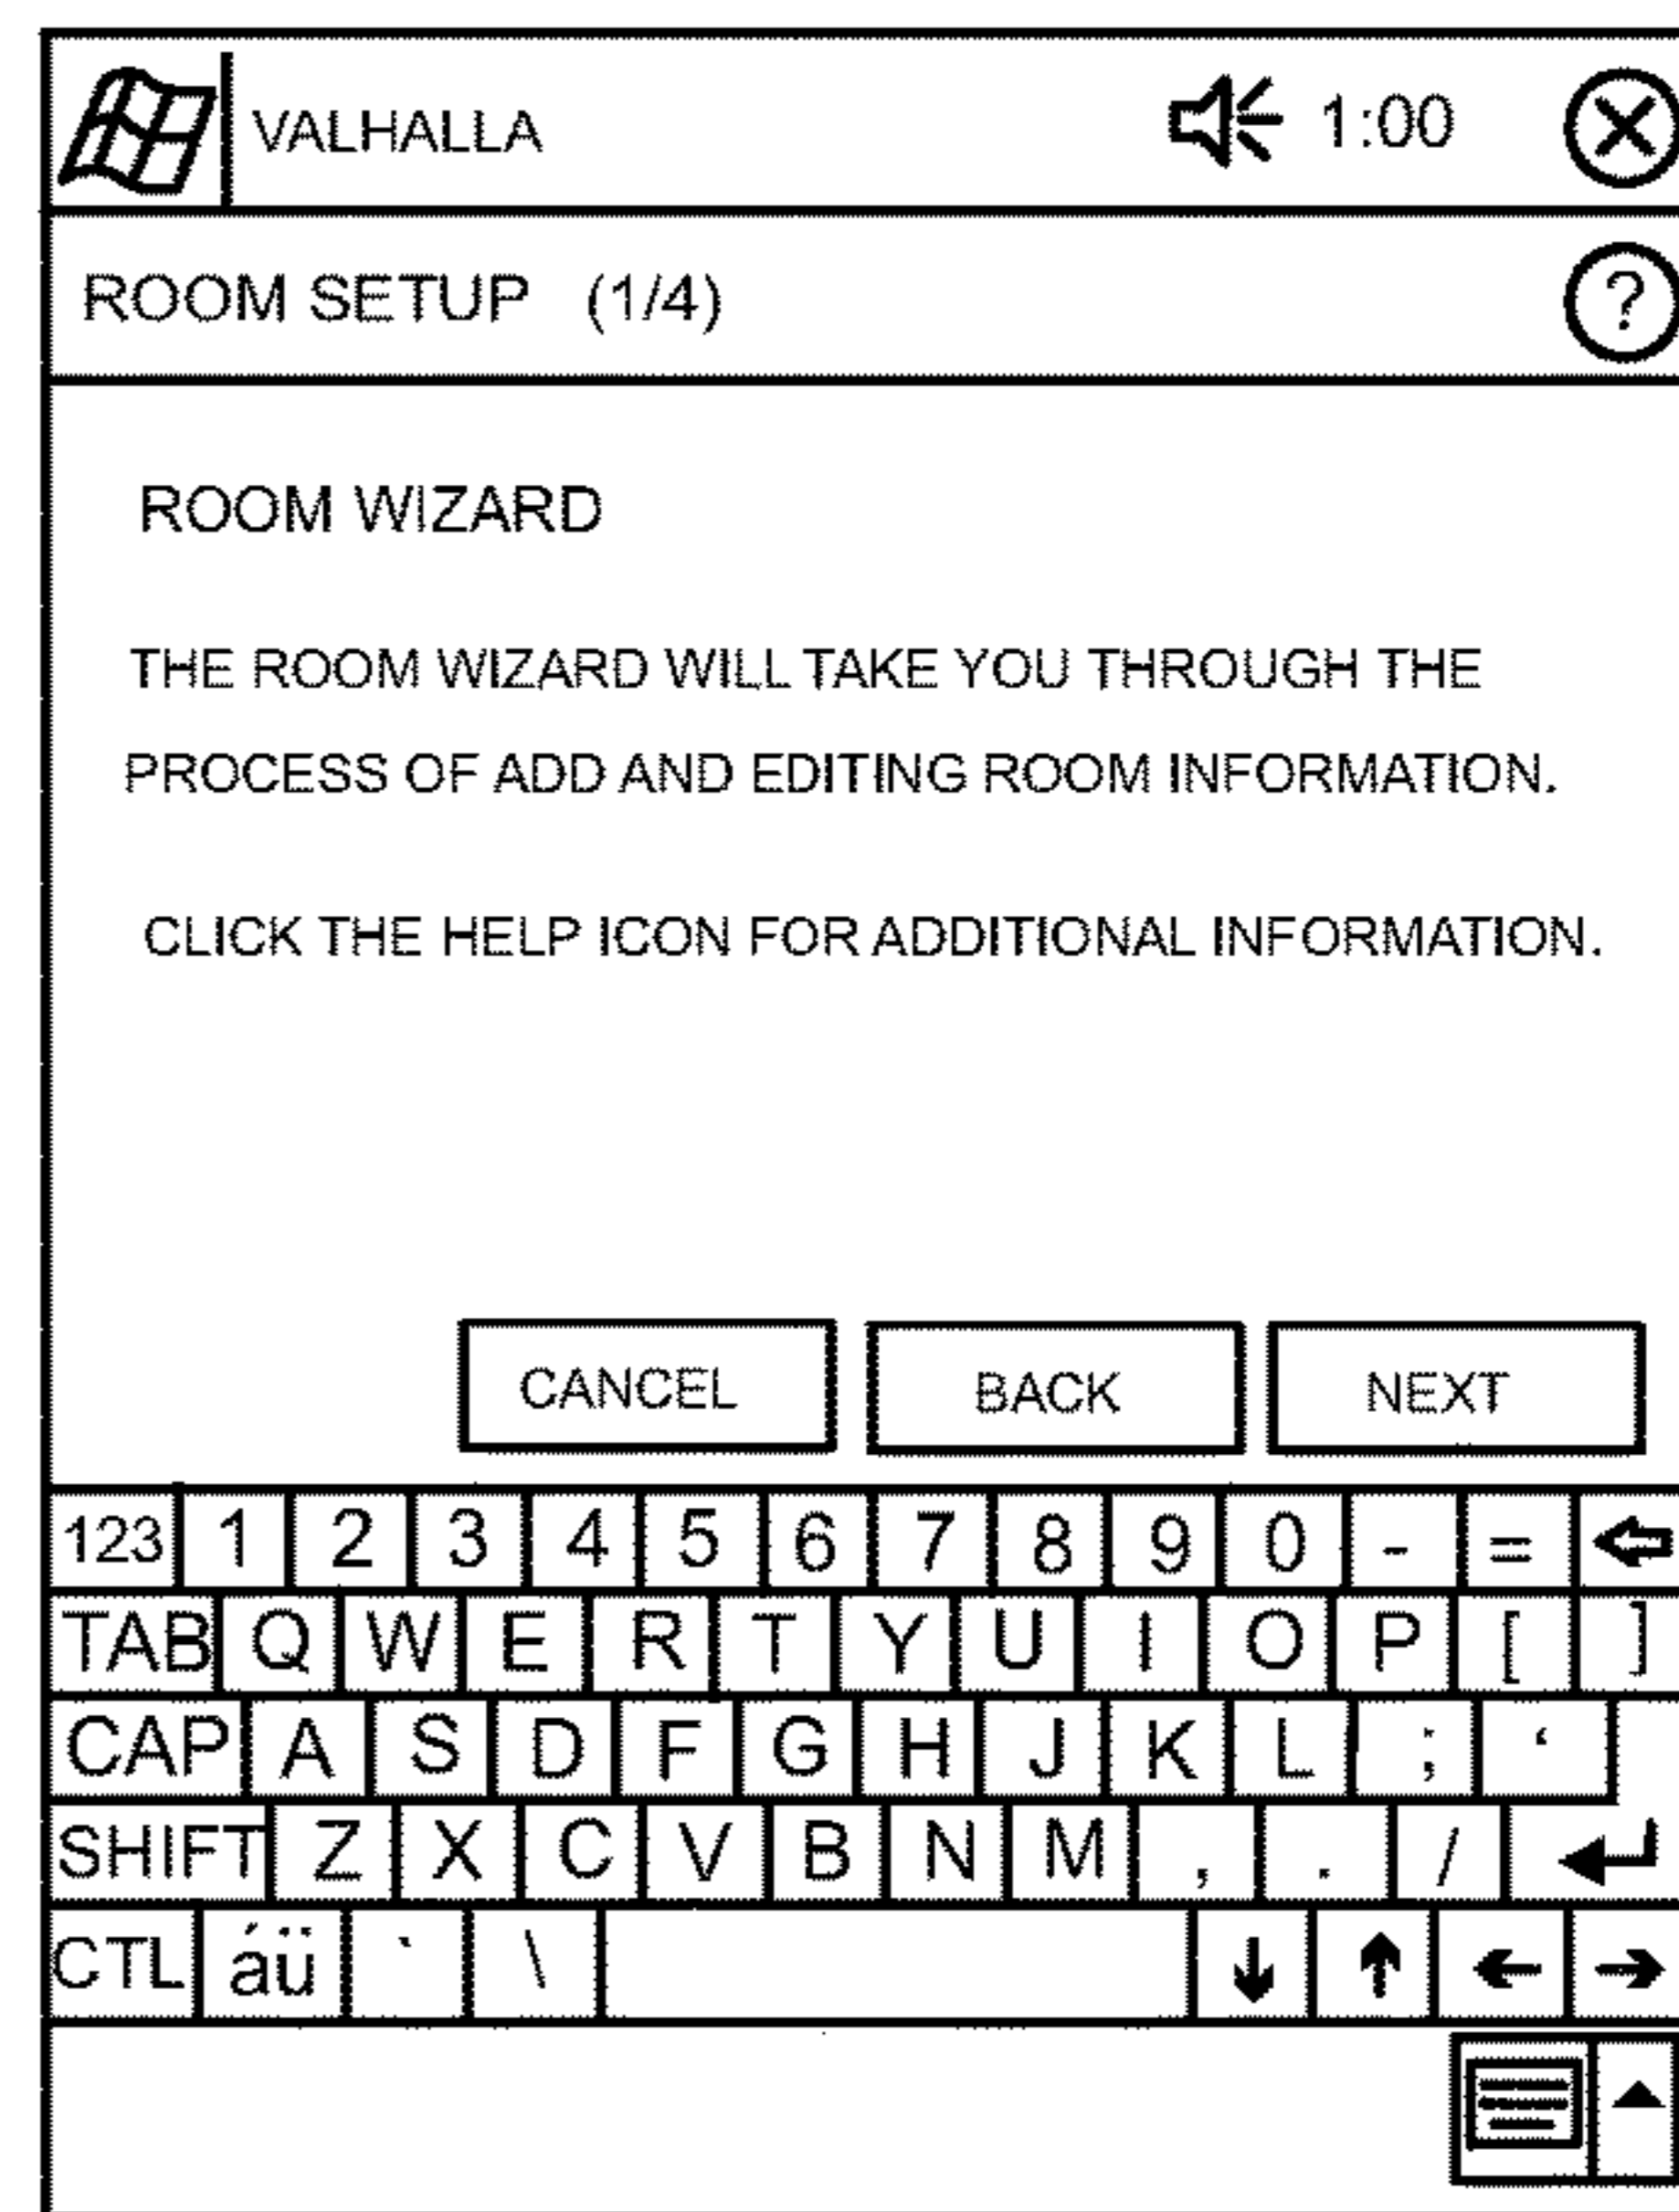 VALHALLA 1:00
ROOM SETUP (1/4) ?
ROOM WIZARD
THE ROOM WIZARD WILL TAKE YOU THROUGH THE
PROCESS OF ADD AND EDITING ROOM INFORMATION.
CLICK THE HELP ICON FOR ADDITIONAL INFORMATION.
CANCEL BACK NEXT
123 1 2 3 4 5 6 7 8 9 0 - =
TAB Q W E R T Y U I O P [ ]
CAP A S D F G H J K L ; ‘
SHIFT Z X C V B N M , . /
CTL áü ` \